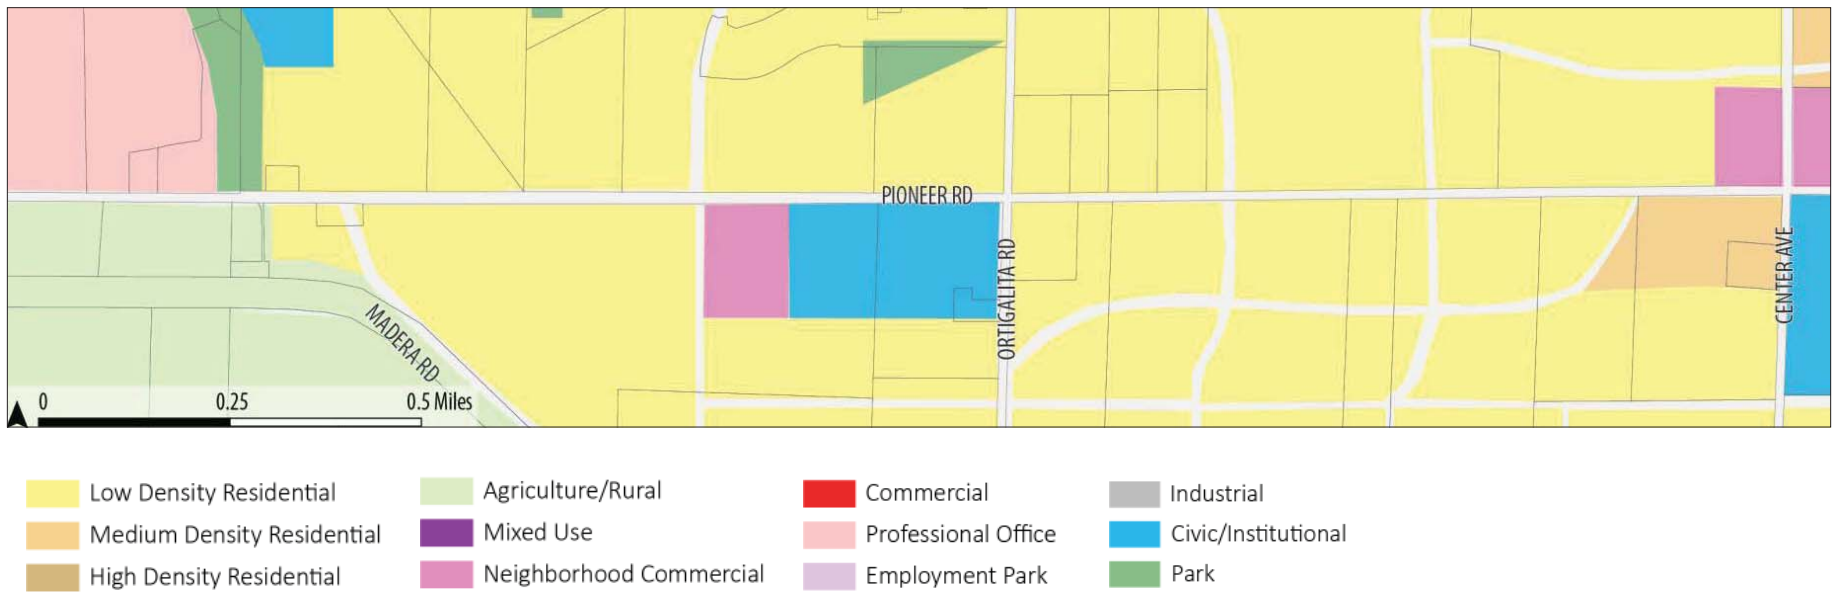 PIONEER RD
MADERA RD
ORTIGALITA RD
CENTER AVE
0 0.25 0.5 Miles
Low Density Residential
Medium Density Residential
High Density Residential
Agriculture/Rural
Mixed Use
Neighborhood Commercial
Commercial
Professional Office
Employment Park
Industrial
Civic/Institutional
Park